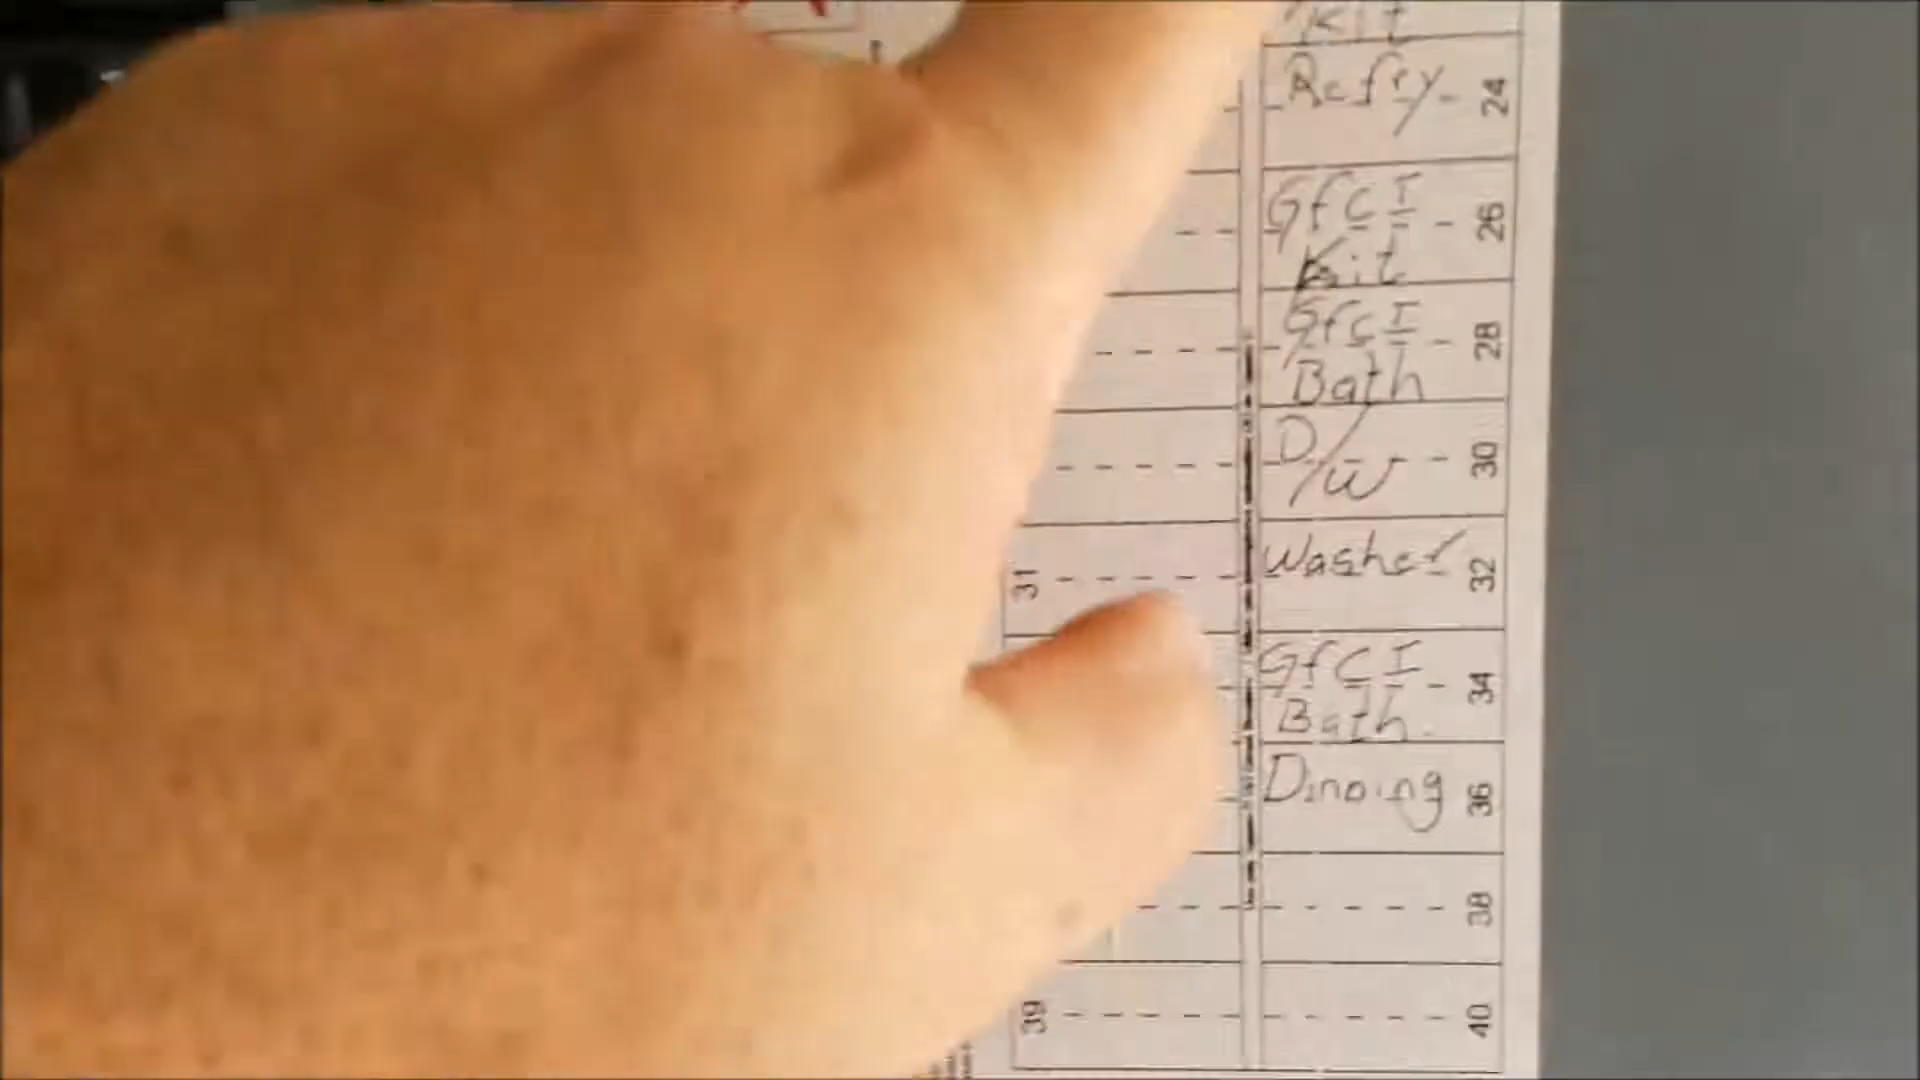 Kit
Refry 24
GfCI 26
Kit
GfCI 28
Bath
D/W 30
31 Washer 32
GfCI 34
Bath
Dinoing 36
38
39 40